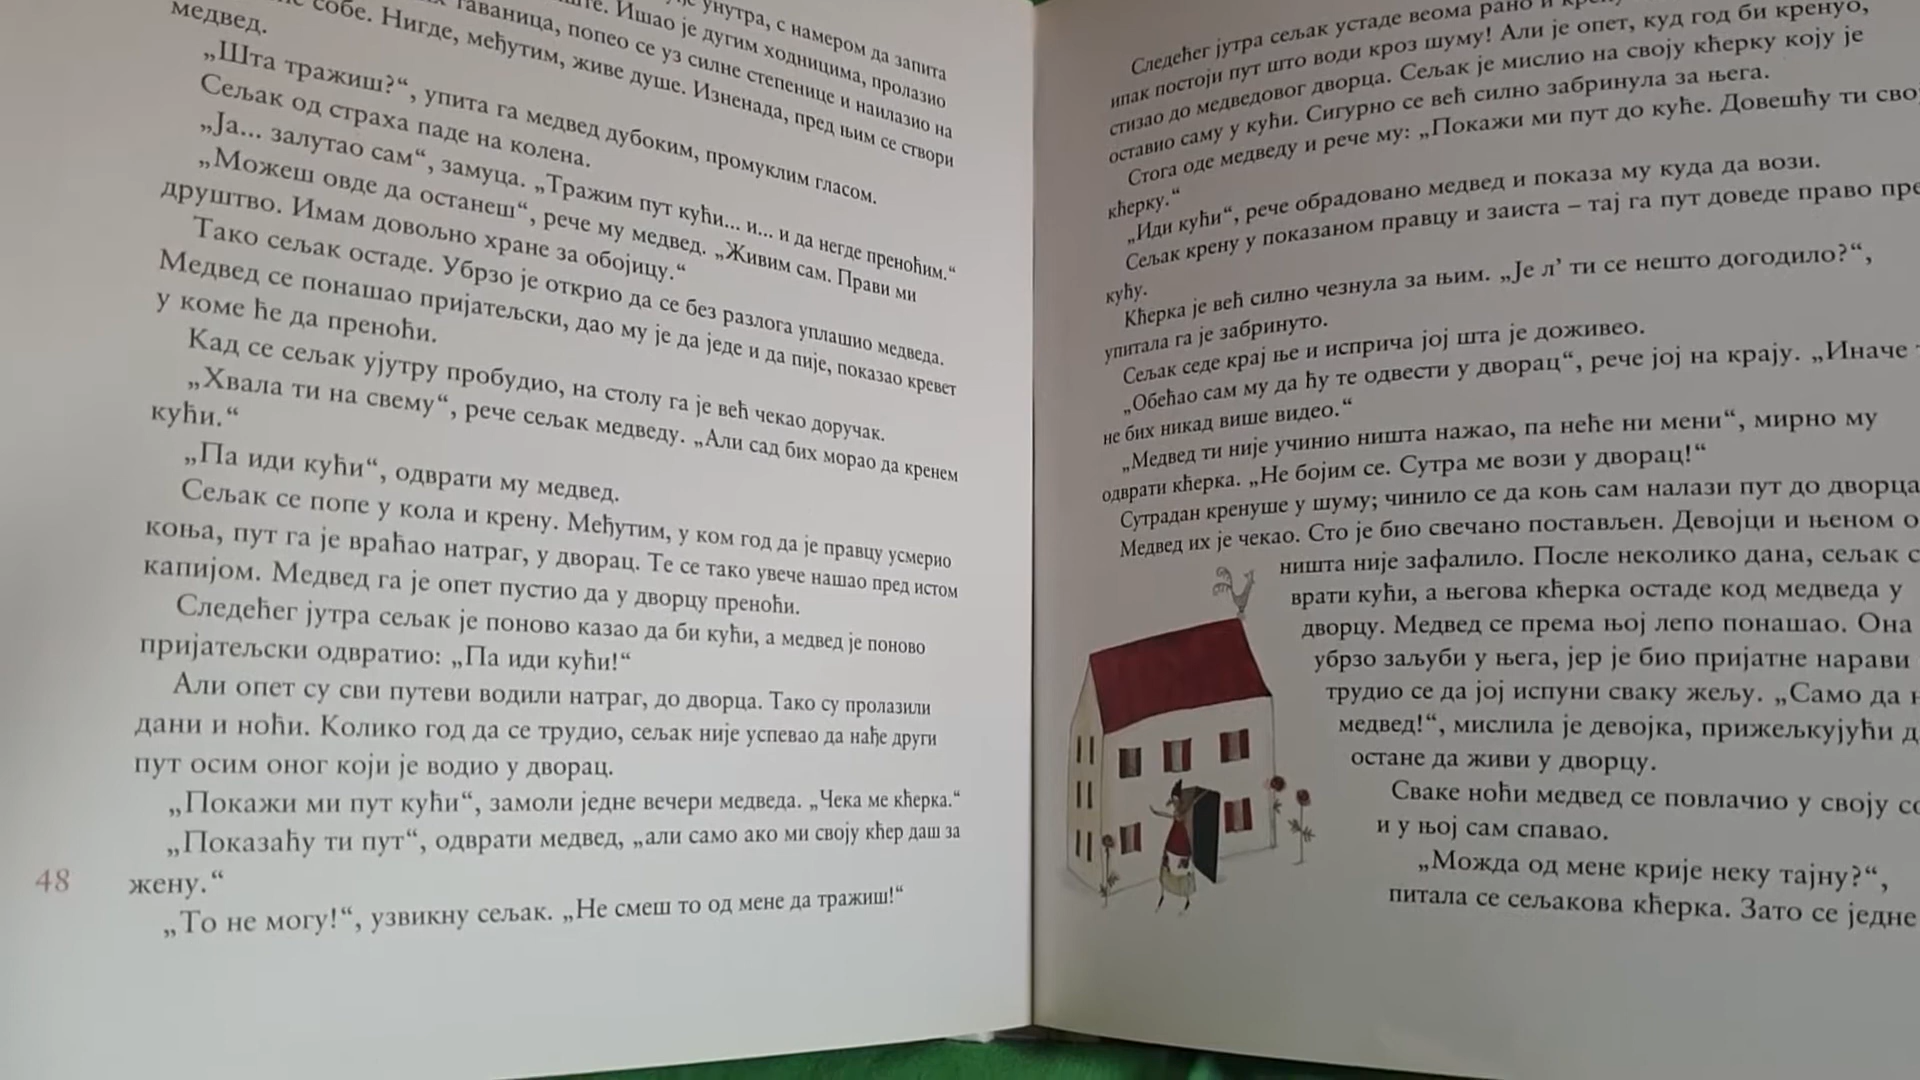 унутра, с намером да запита
Ишао је дугим ходницима, пролазио
таваница, попео се уз силне степенице и наилазио на
собе. Нигде, међутим, живе душе. Изненада, пред њим се створи
медвед.
„Шта тражиш?“, упита га медвед дубоким, промуклим гласом.
Сељак од страха паде на колена.
„Ја... залутао сам“, замуца. „Тражим пут кући... и... и да негде преноћим.“
„Можеш овде да останеш“, рече му медвед. „Живим сам. Прави ми
друштво. Имам довољно хране за обојицу.“
Тако сељак остаде. Убрзо је открио да се без разлога уплашио медведа.
Медвед се понашао пријатељски, дао му је да једе и да пије, показао кревет
у коме ће да преноћи.
Кад се сељак ујутру пробудио, на столу га је већ чекао доручак.
„Хвала ти на свему“, рече сељак медведу. „Али сад бих морао да кренем
кући.“
„Па иди кући“, одврати му медвед.
Сељак се попе у кола и крену. Међутим, у ком год да је правцу усмерио
коња, пут га је враћао натраг, у дворац. Те се тако увече нашао пред истом
капијом. Медвед га је опет пустио да у дворцу преноћи.
Следећег јутра сељак је поново казао да би кући, а медвед је поново
пријатељски одвратио: „Па иди кући!“
Али опет су сви путеви водили натраг, до дворца. Тако су пролазили
дани и ноћи. Колико год да се трудио, сељак није успевао да нађе други
пут осим оног који је водио у дворац.
„Покажи ми пут кући“, замоли једне вечери медведа. „Чека ме кћерка.“
„Показаћу ти пут“, одврати медвед, „али само ако ми своју кћер даш за
жену.“
„То не могу!“, узвикну сељак. „Не смеш то од мене да тражиш!“
48
Следећег јутра сељак устаде веома рано и
ипак постоји пут што води кроз шуму! Али је опет, куд год би кренуо,
стизао до медведовог дворца. Сељак је мислио на своју кћерку коју је
оставио саму у кући. Сигурно се већ силно забринула за њега.
Стога оде медведу и рече му: „Покажи ми пут до куће. Довешћу ти
кћерку.“
„Иди кући“, рече обрадовано медвед и показа му куда да вози.
Сељак крену у показаном правцу и заиста – тај га пут доведе право
кућу.
Кћерка је већ силно чезнула за њим. „Је л’ ти се нешто догодило?“,
упитала га је забринуто.
Сељак седе крај ње и исприча јој шта је доживео.
„Обећао сам му да ћу те одвести у дворац“, рече јој на крају. „Иначе
не бих никад више видео.“
„Медвед ти није учинио ништа нажао, па неће ни мени“, мирно му
одврати кћерка. „Не бојим се. Сутра ме вози у дворац!“
Сутрадан кренуше у шуму; чинило се да коњ сам налази пут до дворца
Медвед их је чекао. Сто је био свечано постављен. Девојци и њеном
ништа није зафалило. После неколико дана, сељак
врати кући, а његова кћерка остаде код медведа у
дворцу. Медвед се према њој лепо понашао. Она
убрзо заљуби у њега, јер је био пријатне нарави
трудио се да јој испуни сваку жељу. „Само да
медвед!“, мислила је девојка, прижељкујући
остане да живи у дворцу.
Сваке ноћи медвед се повлачио у своју
и у њој сам спавао.
„Можда од мене крије неку тајну?“,
питала се сељакова кћерка. Зато се једне